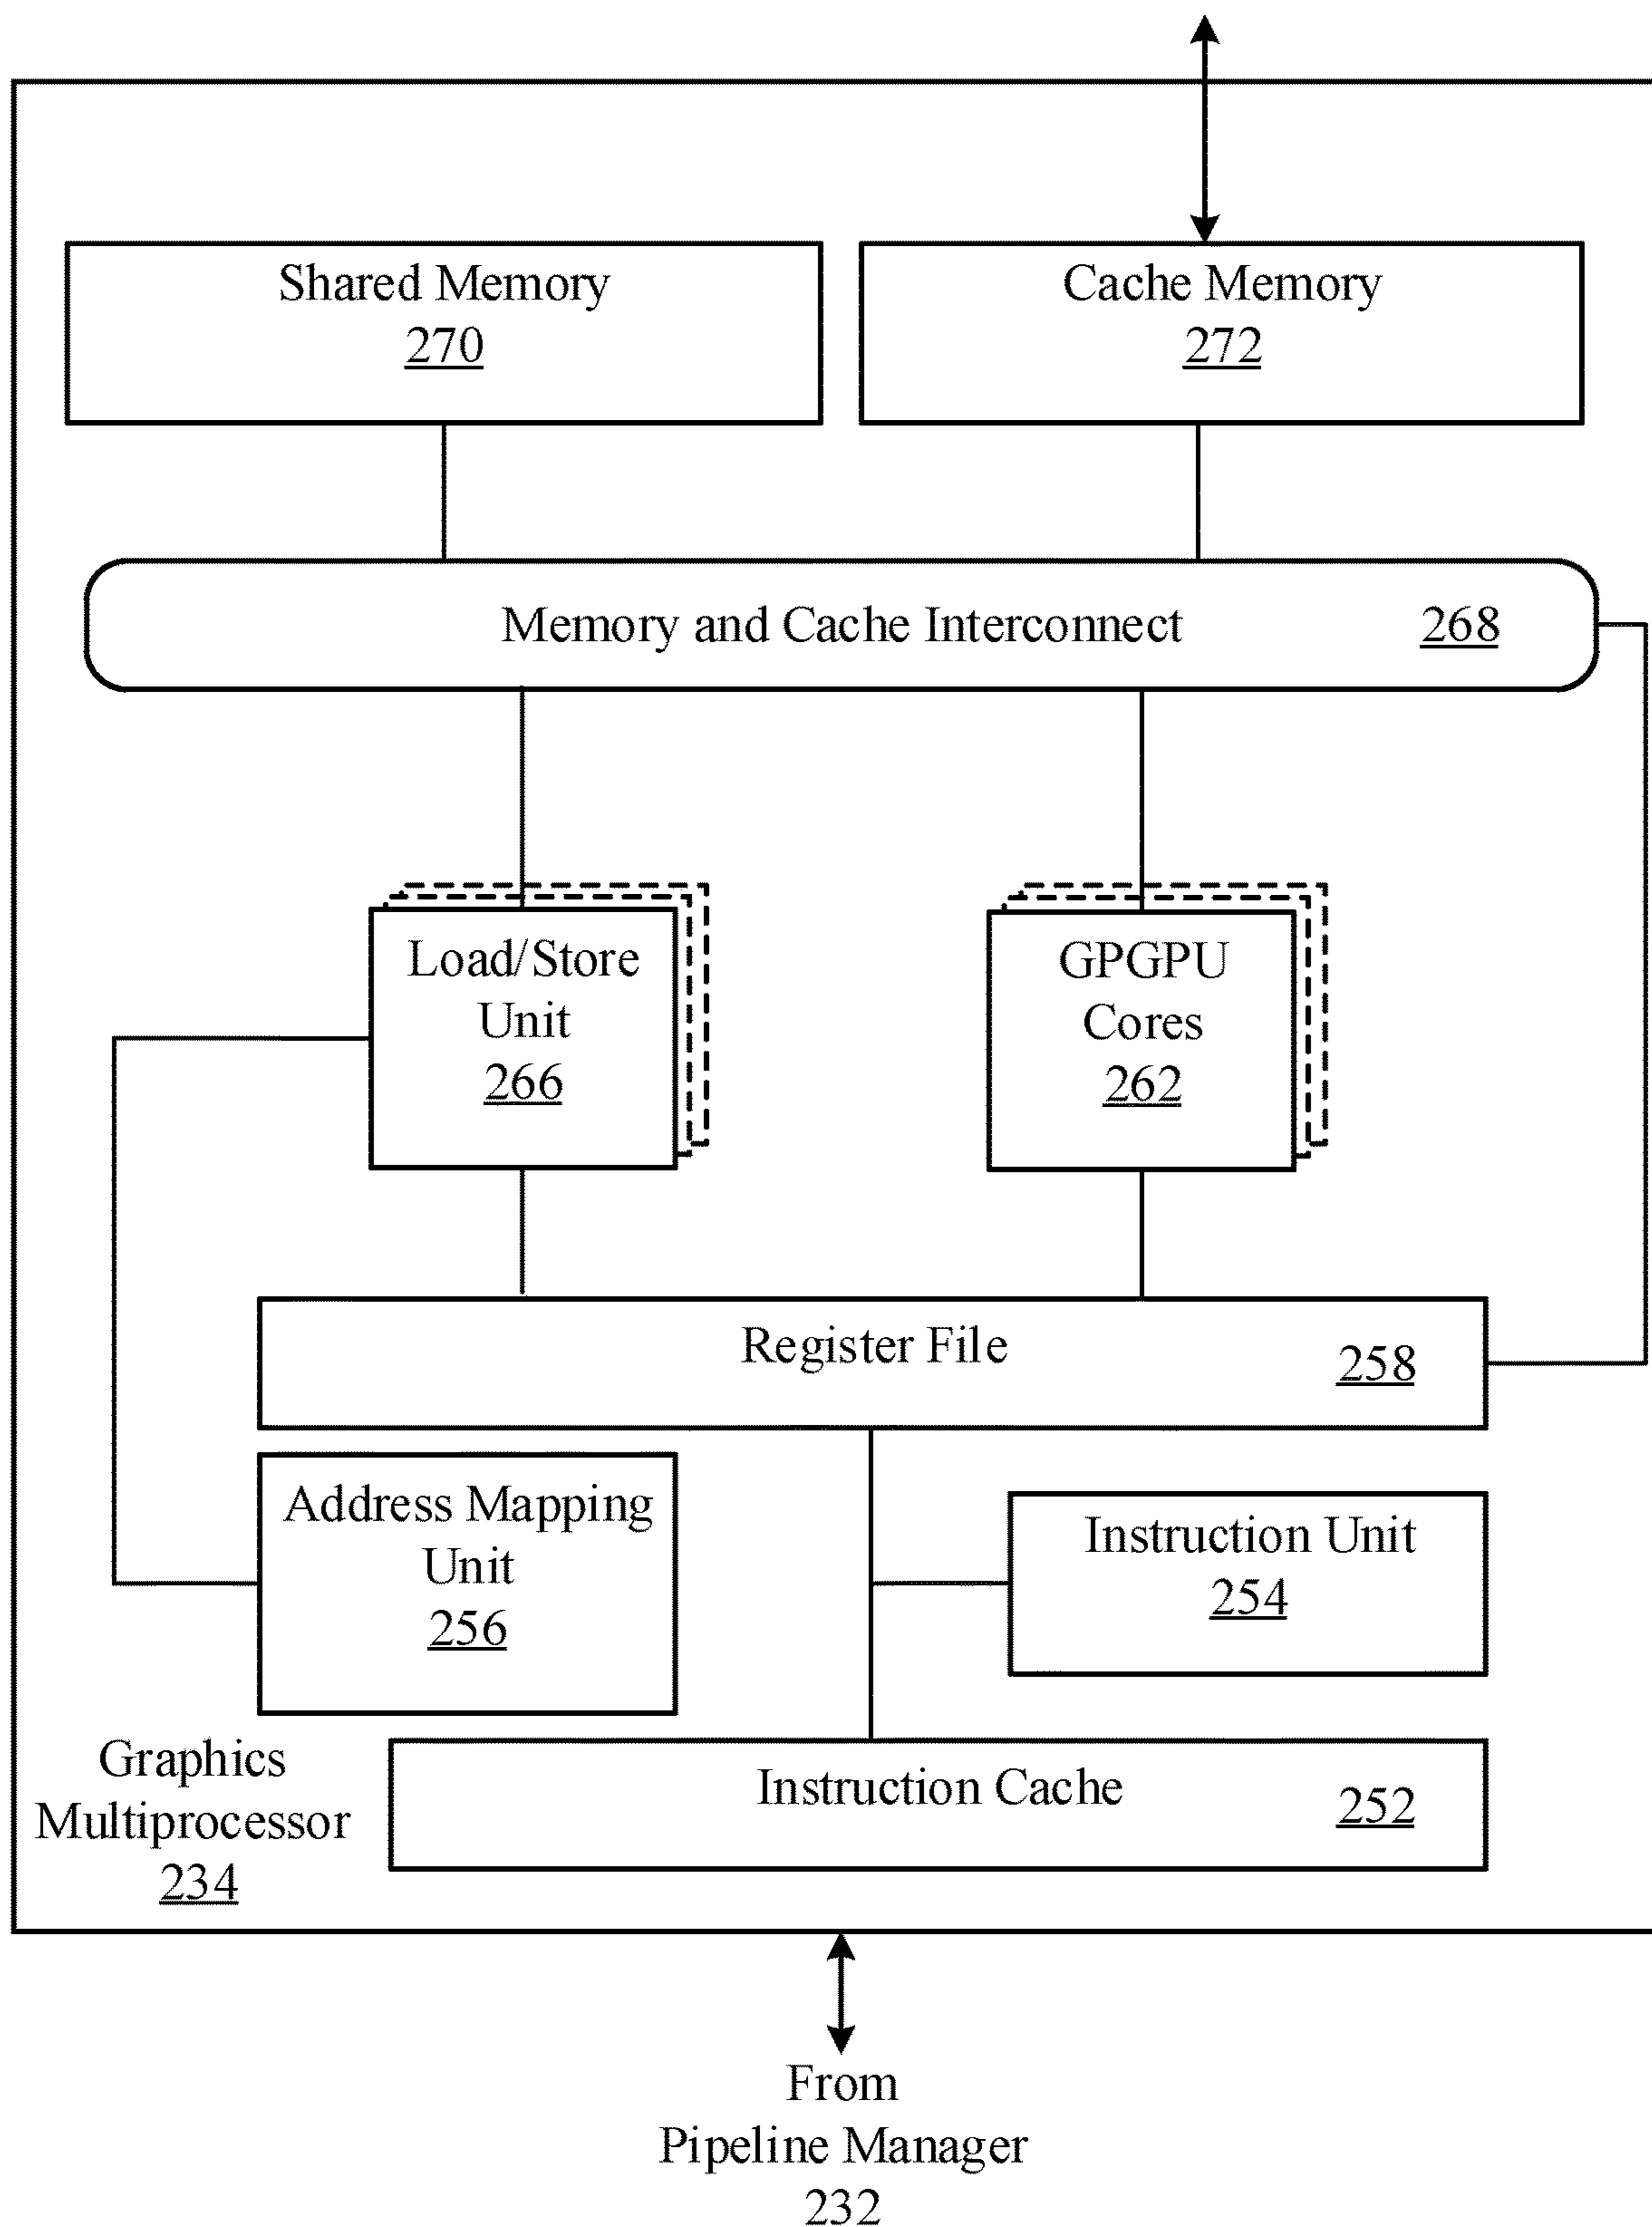 Shared Memory
270
Cache Memory
272
Memory and Cache Interconnect 268
Load/Store
Unit
266
GPGPU
Cores
262
Register File 258
Address Mapping
Unit
256
Instruction Unit
254
Graphics
Multiprocessor
234
Instruction Cache 252
From
Pipeline Manager
232